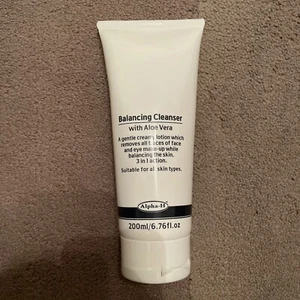 Balancing Cleanser
with Aloe Vera
A gentle creamy lotion which
removes all traces of face
and eye make-up while
balancing the skin.
3 in 1 action.
Suitable for all skin types.
Alpha-H
200ml/6.76fl.oz